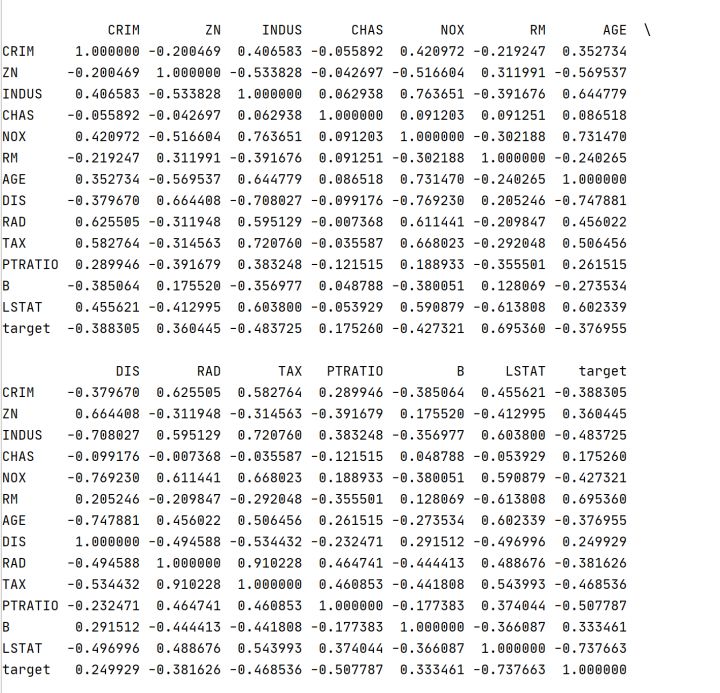 CRIM ZN INDUS CHAS NOX RM AGE \
CRIM 1.000000 -0.200469 0.406583 -0.055892 0.420972 -0.219247 0.352734
ZN -0.200469 1.000000 -0.533828 -0.042697 -0.516604 0.311991 -0.569537
INDUS 0.406583 -0.533828 1.000000 0.062938 0.763651 -0.391676 0.644779
CHAS -0.055892 -0.042697 0.062938 1.000000 0.091203 0.091251 0.086518
NOX 0.420972 -0.516604 0.763651 0.091203 1.000000 -0.302188 0.731470
RM -0.219247 0.311991 -0.391676 0.091251 -0.302188 1.000000 -0.240265
AGE 0.352734 -0.569537 0.644779 0.086518 0.731470 -0.240265 1.000000
DIS -0.379670 0.664408 -0.708027 -0.099176 -0.769230 0.205246 -0.747881
RAD 0.625505 -0.311948 0.595129 -0.007368 0.611441 -0.209847 0.456022
TAX 0.582764 -0.314563 0.720760 -0.035587 0.668023 -0.292048 0.506456
PTRATIO 0.289946 -0.391679 0.383248 -0.121515 0.188933 -0.355501 0.261515
B -0.385064 0.175520 -0.356977 0.048788 -0.380051 0.128069 -0.273534
LSTAT 0.455621 -0.412995 0.603800 -0.053929 0.590879 -0.613808 0.602339
target -0.388305 0.360445 -0.483725 0.175260 -0.427321 0.695360 -0.376955
DIS RAD TAX PTRATIO B LSTAT target
CRIM -0.379670 0.625505 0.582764 0.289946 -0.385064 0.455621 -0.388305
ZN 0.664408 -0.311948 -0.314563 -0.391679 0.175520 -0.412995 0.360445
INDUS -0.708027 0.595129 0.720760 0.383248 -0.356977 0.603800 -0.483725
CHAS -0.099176 -0.007368 -0.035587 -0.121515 0.048788 -0.053929 0.175260
NOX -0.769230 0.611441 0.668023 0.188933 -0.380051 0.590879 -0.427321
RM 0.205246 -0.209847 -0.292048 -0.355501 0.128069 -0.613808 0.695360
AGE -0.747881 0.456022 0.506456 0.261515 -0.273534 0.602339 -0.376955
DIS 1.000000 -0.494588 -0.534432 -0.232471 0.291512 -0.496996 0.249929
RAD -0.494588 1.000000 0.910228 0.464741 -0.444413 0.488676 -0.381626
TAX -0.534432 0.910228 1.000000 0.460853 -0.441808 0.543993 -0.468536
PTRATIO -0.232471 0.464741 0.460853 1.000000 -0.177383 0.374044 -0.507787
B 0.291512 -0.444413 -0.441808 -0.177383 1.000000 -0.366087 0.333461
LSTAT -0.496996 0.488676 0.543993 0.374044 -0.366087 1.000000 -0.737663
target 0.249929 -0.381626 -0.468536 -0.507787 0.333461 -0.737663 1.000000